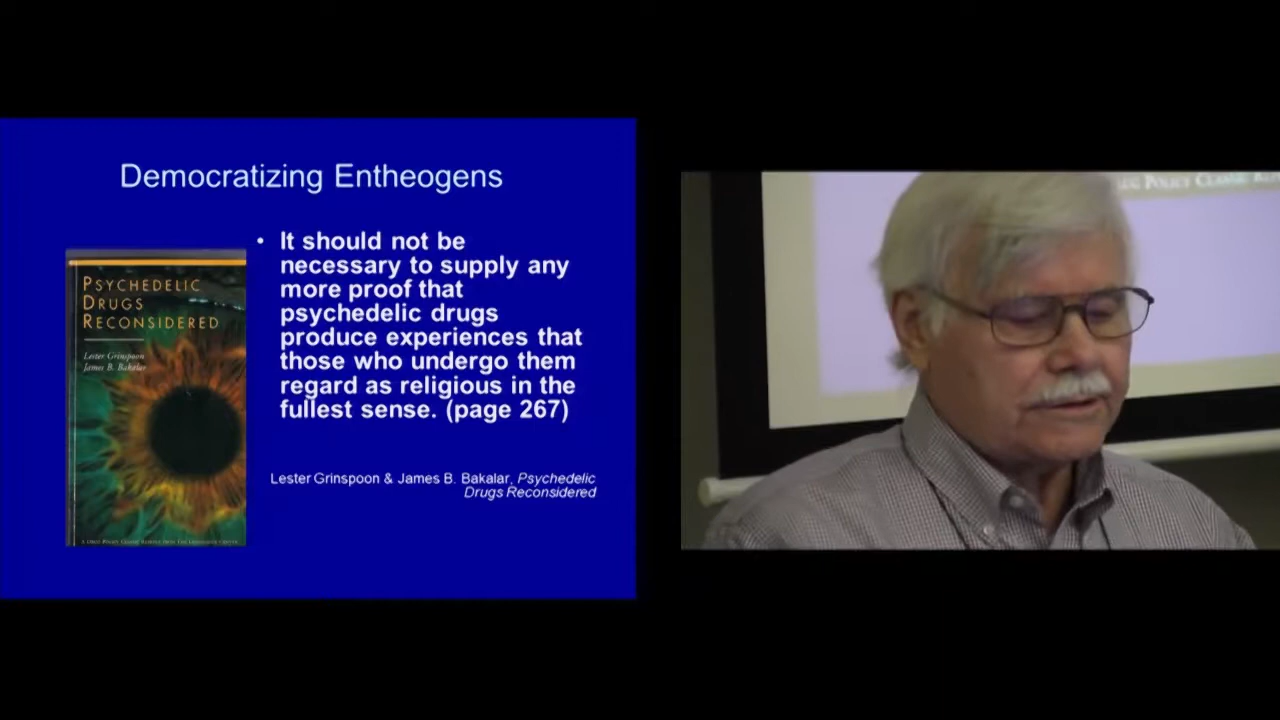 Democratizing Entheogens
• It should not be
necessary to supply any
more proof that
psychedelic drugs
produce experiences that
those who undergo them
regard as religious in the
fullest sense. (page 267)
PSYCHEDELIC
DRUGS
RECONSIDERED
Lester Grinspoon
James B. Bakalar
Lester Grinspoon & James B. Bakalar, Psychedelic
Drugs Reconsidered
POLICY CLASSIC